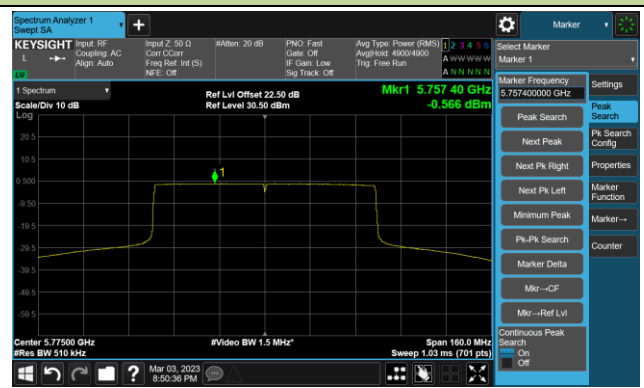 Spectrum Analyzer 1
Swept SA
Marker
KEYSIGHT
L
Input: RF
Coupling: AC
Align: Auto
Input Z: 50 Ω
Corr CCorr
Freq Ref: Int (S)
NFE: Off
#Atten: 20 dB
PNO: Fast
Gate: Off
IF Gain: Low
Sig Track: Off
Avg Type: Power (RMS)
Avg|Hold: 4900/4900
Trig: Free Run
1 2 3 4 5 6
A W W W W W
A N N N N N
1 Spectrum
Scale/Div 10 dB
Log
Ref Lvl Offset 22.50 dB
Ref Level 30.50 dBm
Mkr1 5.757 40 GHz
-0.566 dBm
20.5
10.5
0.500
-9.50
-19.5
-29.5
-39.5
-49.5
-59.5
1
Center 5.77500 GHz
#Res BW 510 kHz
#Video BW 1.5 MHz*
Span 160.0 MHz
Sweep 1.03 ms (701 pts)
Mar 03, 2023
8:50:36 PM
Select Marker
Marker 1
Marker Frequency
5.757400000 GHz
Peak Search
Next Peak
Next Pk Right
Next Pk Left
Minimum Peak
Pk-Pk Search
Marker Delta
Mkr→CF
Mkr→Ref Lvl
Continuous Peak
Search
On
Off
Settings
Peak
Search
Pk Search
Config
Properties
Marker
Function
Marker→
Counter